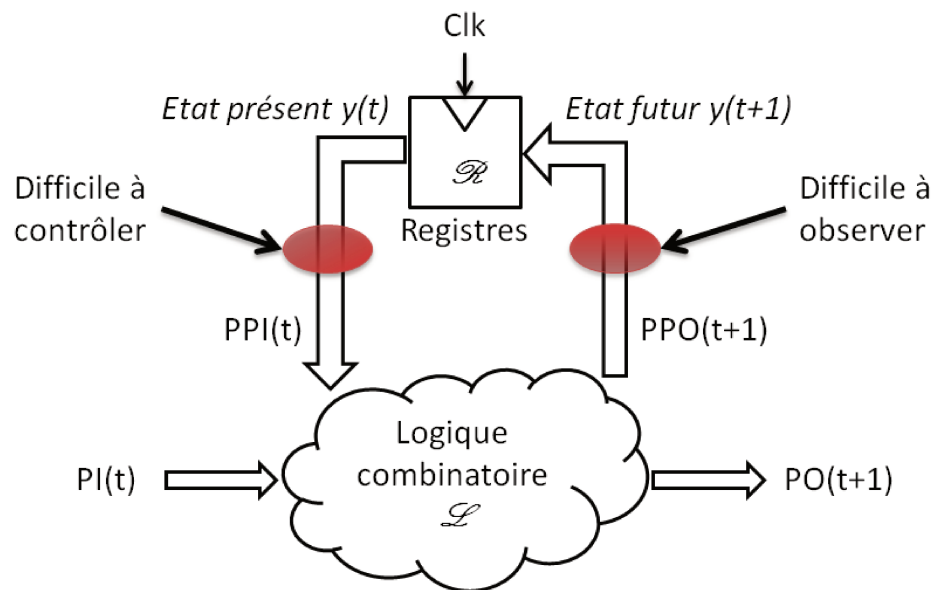 Clk
Etat présent y(t)
Etat futur y(t+1)
ℛ
Difficile à
contrôler
Registres
Difficile à
observer
PPI(t)
PPO(t+1)
Logique
combinatoire
ℒ
PI(t)
PO(t+1)